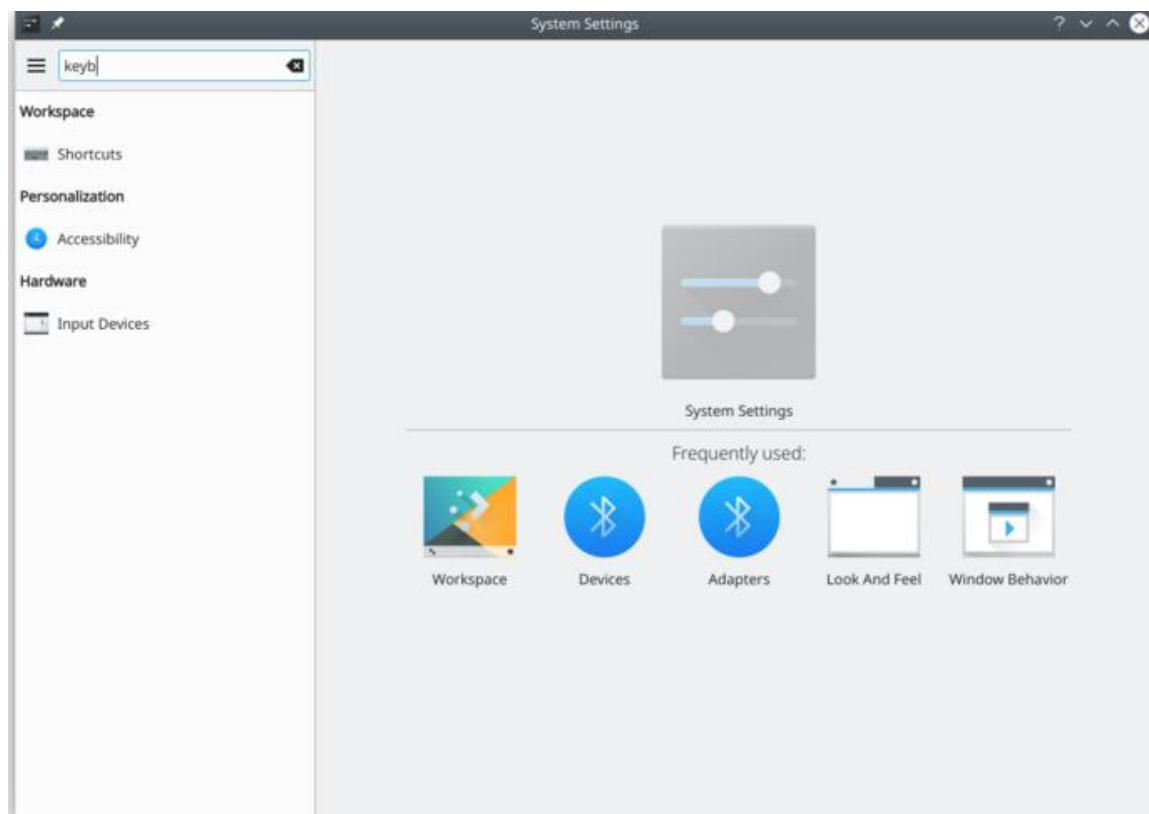 System Settings
keyb
Workspace
Shortcuts
Personalization
Accessibility
Hardware
Input Devices
System Settings
Frequently used:
Workspace
Devices
Adapters
Look And Feel
Window Behavior